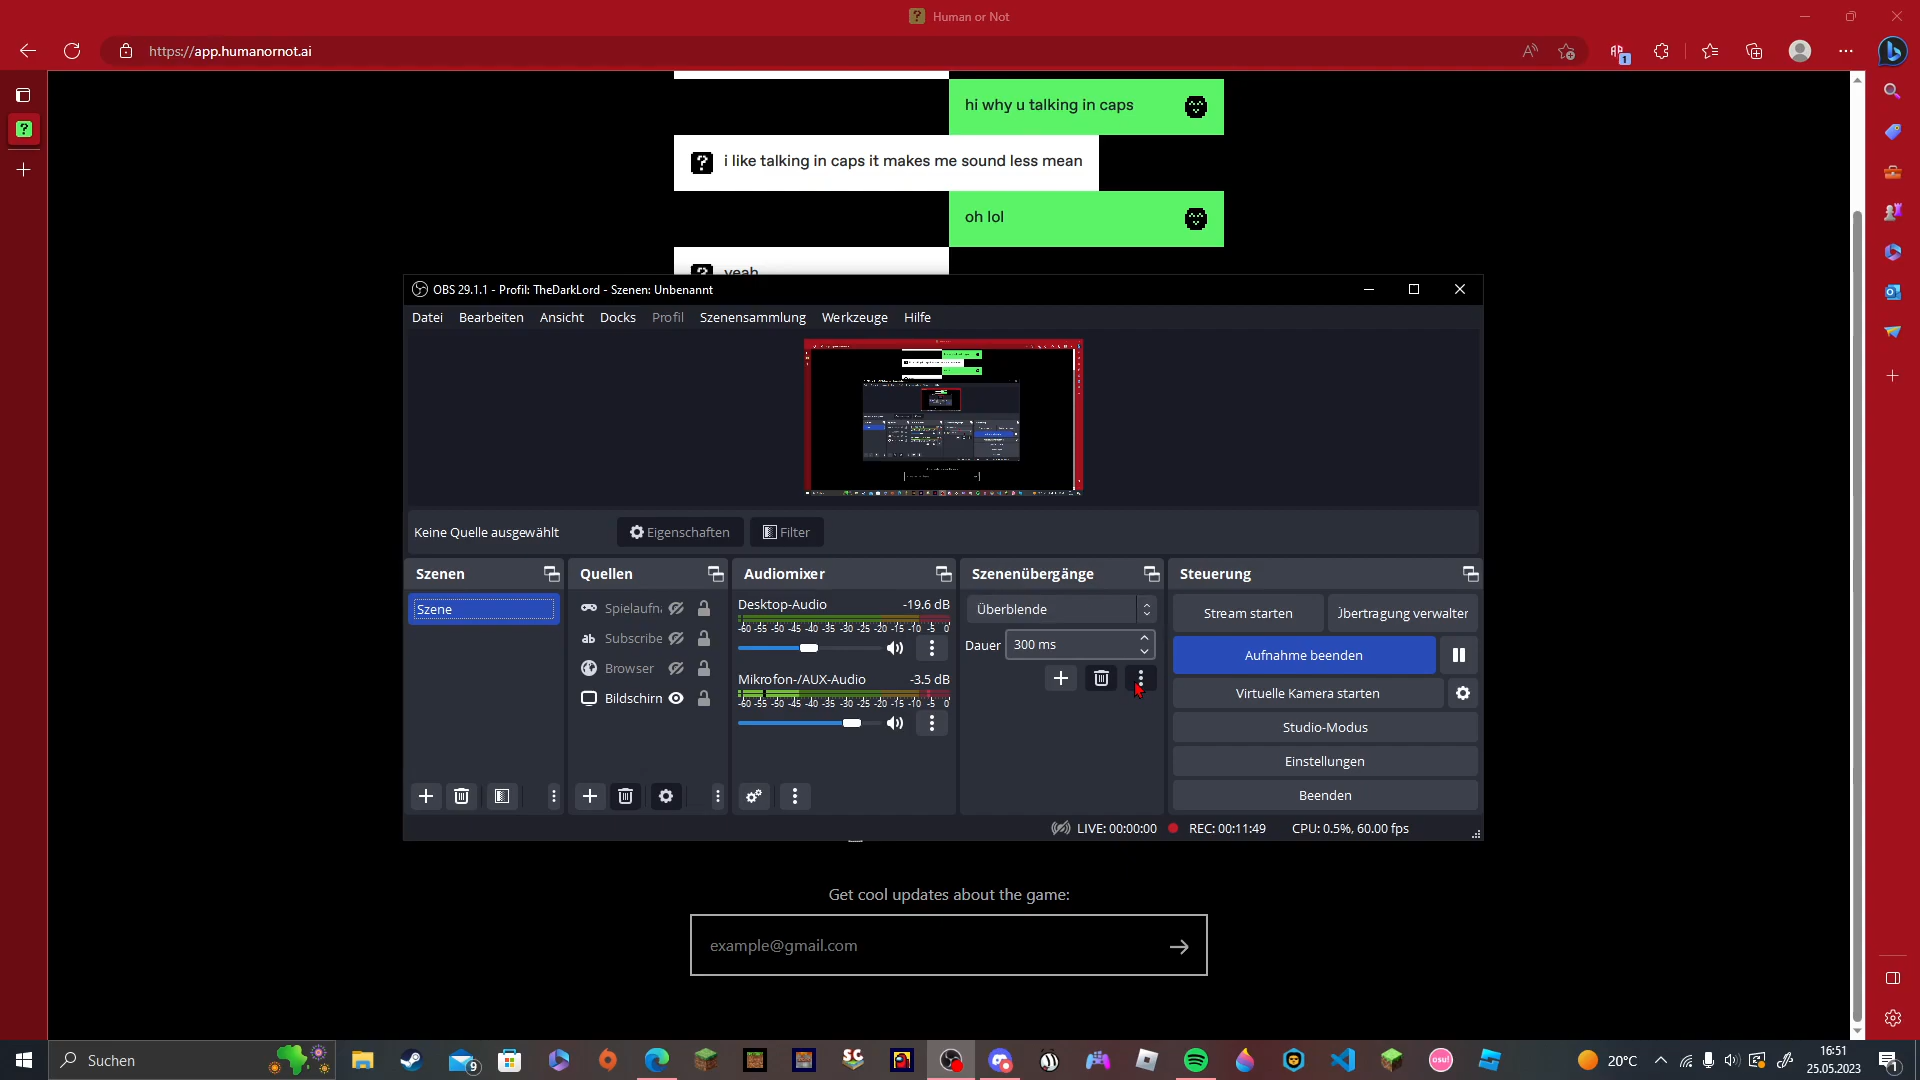 Human or Not
https://app.humanornot.ai
hi why u talking in caps
i like talking in caps it makes me sound less mean
oh lol
yeah
OBS 29.1.1 - Profil: TheDarkLord - Szenen: Unbenannt
Datei Bearbeiten Ansicht Docks Profil Szenensammlung Werkzeuge Hilfe
Keine Quelle ausgewählt Eigenschaften Filter
Szenen Quellen Audiomixer Szenenübergänge Steuerung
Szene
Spielaufn
Subscribe
Browser
Bildschirn
Desktop-Audio -19.6 dB
-60 -55 -50 -45 -40 -35 -30 -25 -20 -15 -10 -5 0
Mikrofon-/AUX-Audio -3.5 dB
-60 -55 -50 -45 -40 -35 -30 -25 -20 -15 -10 -5 0
Überblende
Dauer 300 ms
Stream starten Übertragung verwalter
Aufnahme beenden
Virtuelle Kamera starten
Studio-Modus
Einstellungen
Beenden
LIVE: 00:00:00 REC: 00:11:49 CPU: 0.5%, 60.00 fps
Get cool updates about the game:
example@gmail.com
Suchen
9
SC
osu!
20°C
16:51
25.05.2023
1